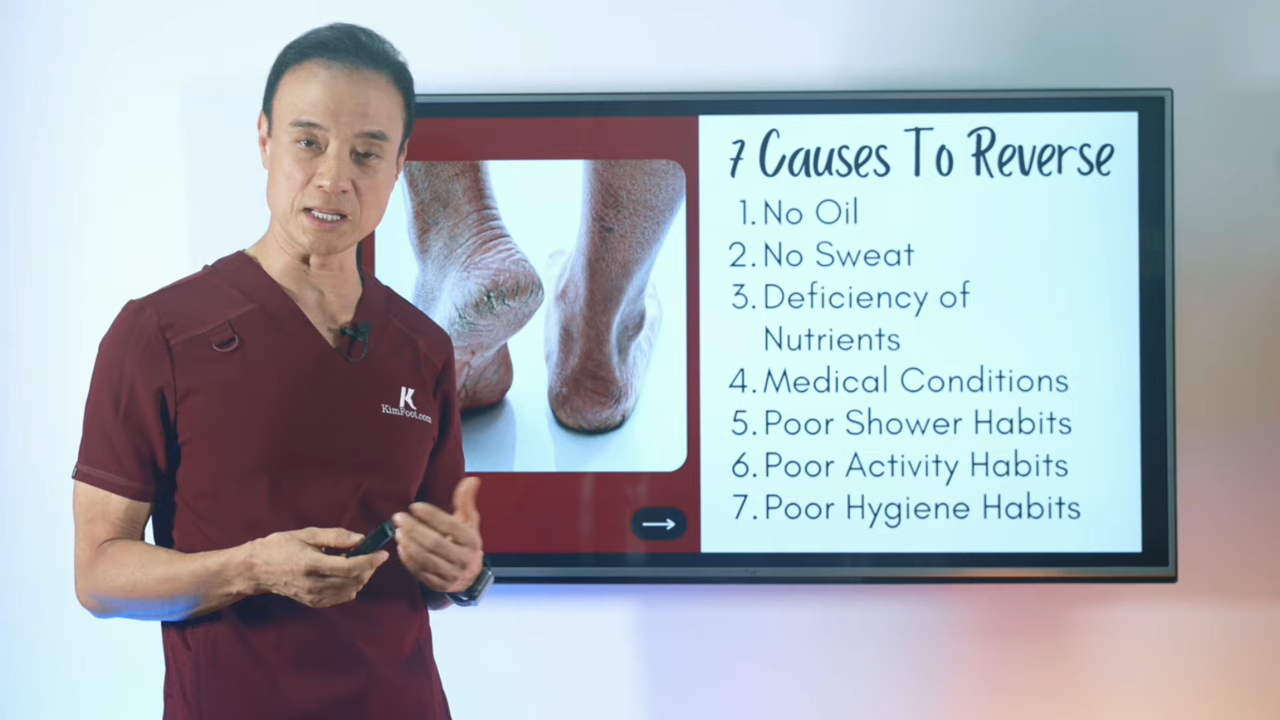 K
KimFoot.com
7 Causes To Reverse
1. No Oil
2. No Sweat
3. Deficiency of
Nutrients
4. Medical Conditions
5. Poor Shower Habits
6. Poor Activity Habits
7. Poor Hygiene Habits